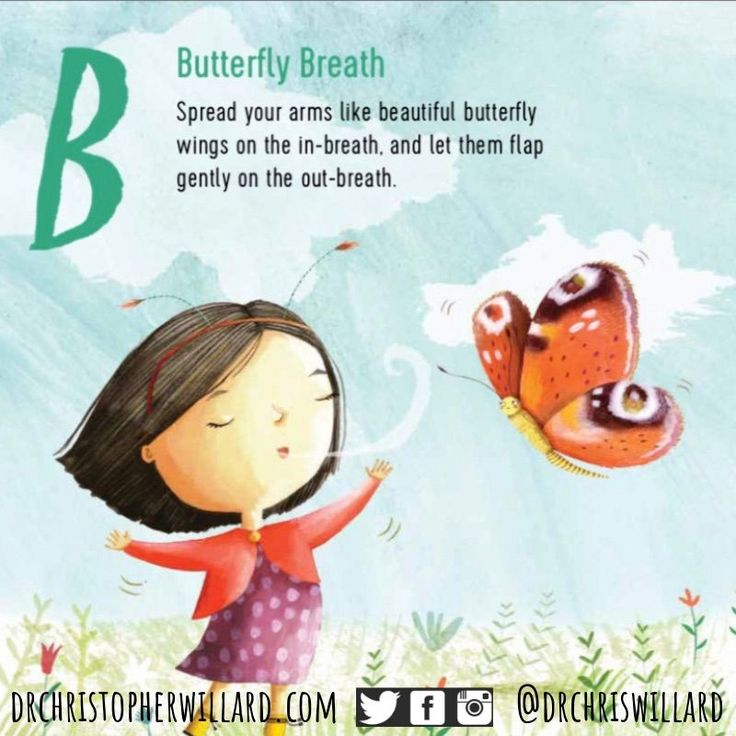 B
Butterfly Breath
Spread your arms like beautiful butterfly
wings on the in-breath, and let them flap
gently on the out-breath.
DRCHRISTOPHERWILLARD.COM @DRCHRISWILLARD